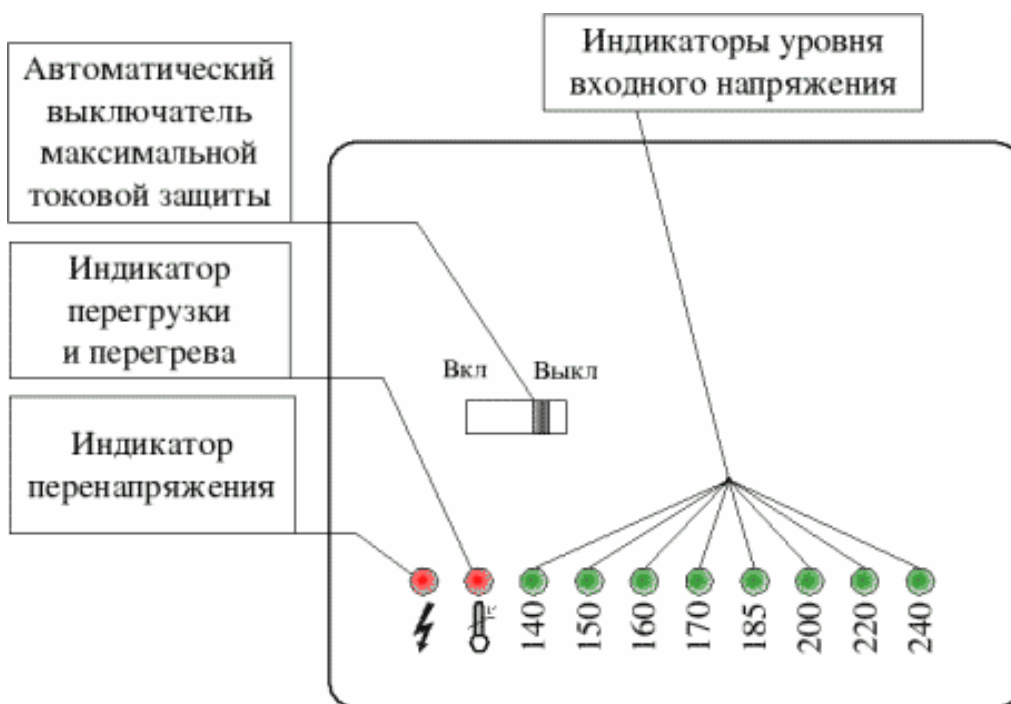 Автоматический
выключатель
максимальной
токовой защиты
Индикаторы уровня
входного напряжения
Индикатор
перегрузки
и перегрева
Индикатор
перенапряжения
Вкл Выкл
140 150 160 170 185 200 220 240